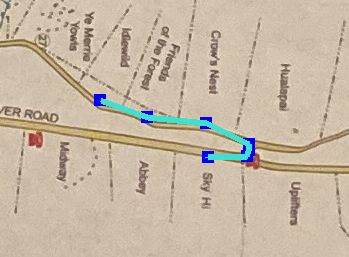 Ye Merrie
Yowls
Idlewild
Friends
of the Forest
Crow's Nest
Hualapai
VER ROAD
Midway
Abbey
Sky Hi
Uplifters